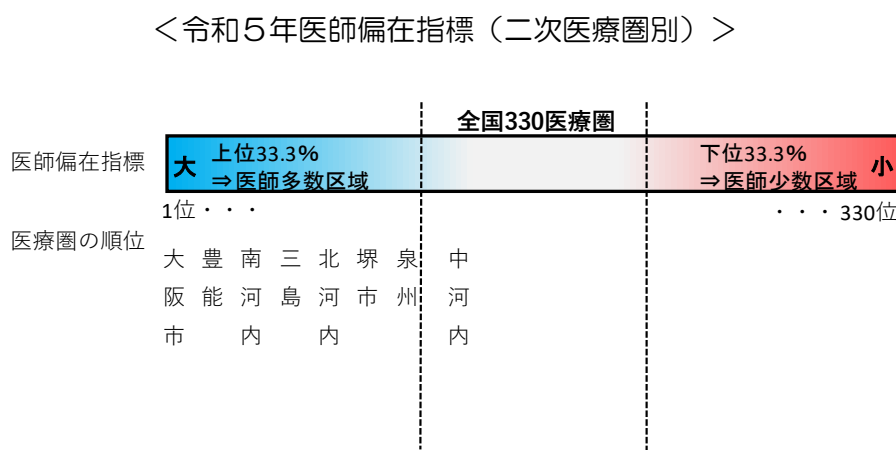 ＜令和５年医師偏在指標（二次医療圏別）＞
全国330医療圏
医師偏在指標
大
上位33.3%
⇒医師多数区域
下位33.3%
⇒医師少数区域
小
1位・・・
・・・330位
医療圏の順位
大阪市
豊能
南河内
三島
北河内
堺市
泉州
中河内